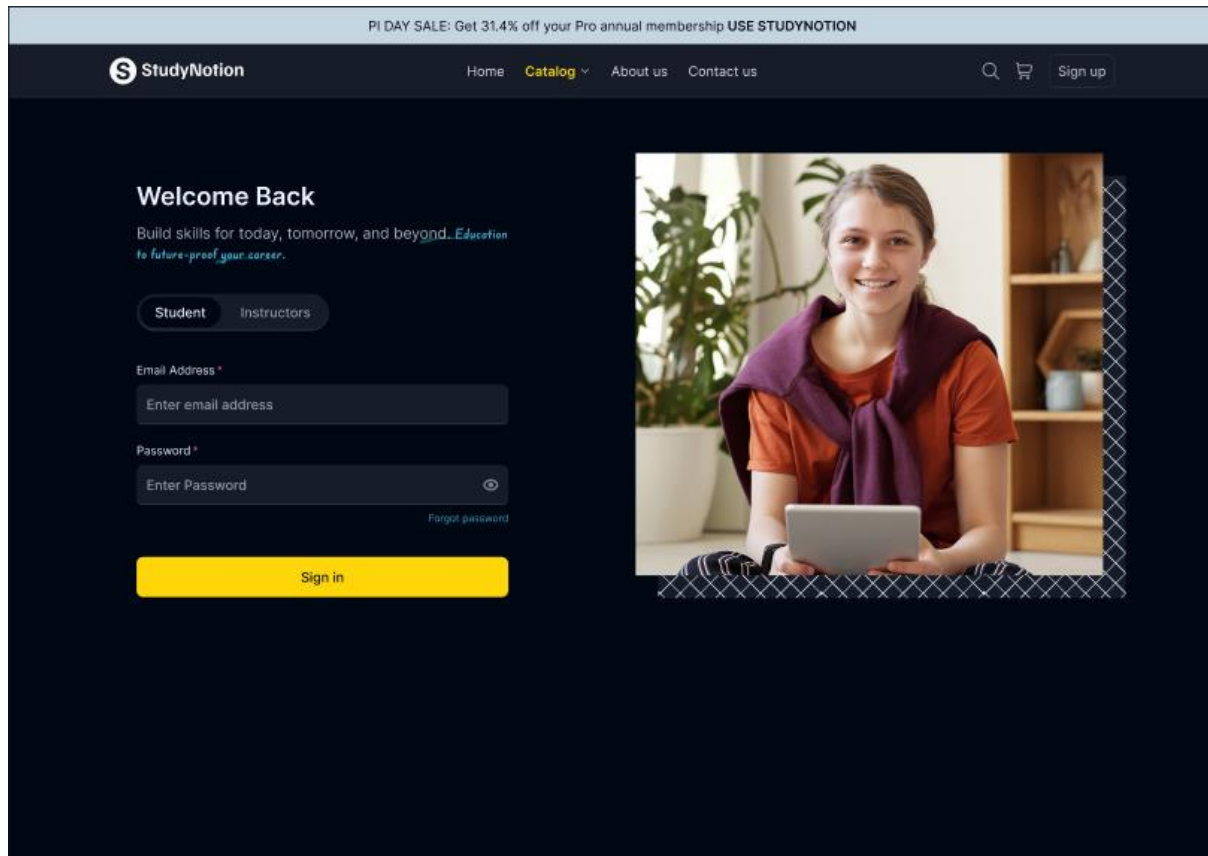 PI DAY SALE: Get 31.4% off your Pro annual membership USE STUDYNOTION
S StudyNotion
Home Catalog About us Contact us
Sign up
Welcome Back
Build skills for today, tomorrow, and beyond. Education
to future-proof your career.
Student Instructors
Email Address *
Enter email address
Password *
Enter Password
Forgot password
Sign in